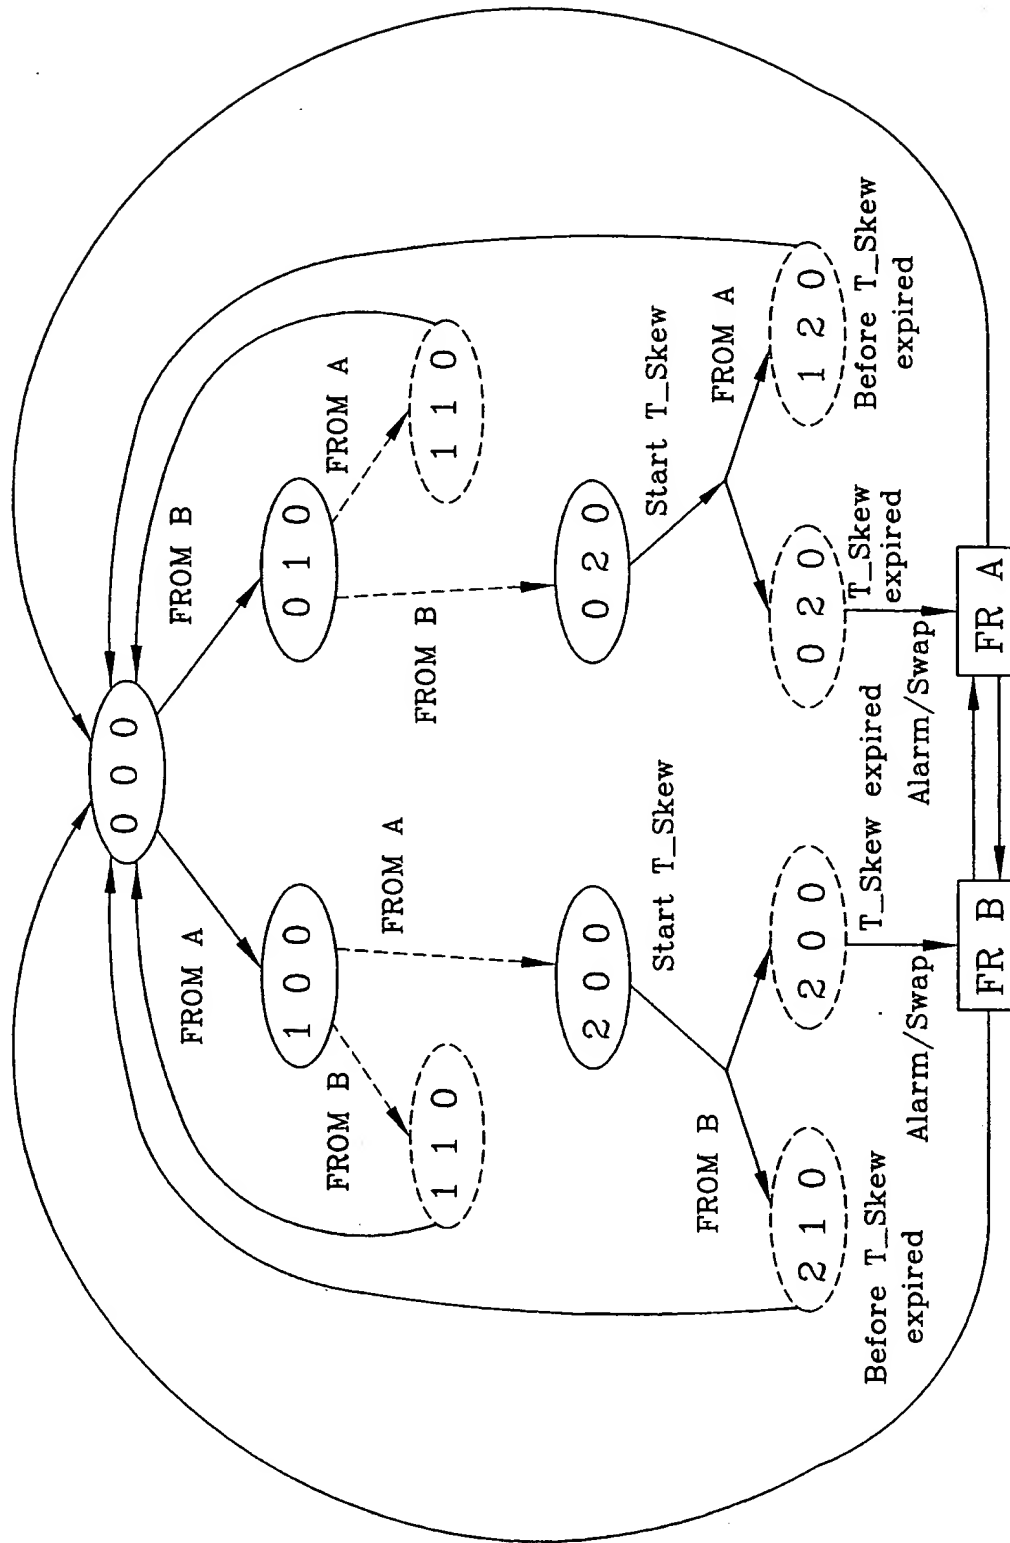 0 0 0
FROM A
FROM B
1 0 0
0 1 0
FROM B
FROM A
FROM B
FROM A
1 1 0
1 1 0
2 0 0
0 2 0
Start T_Skew
Start T_Skew
FROM B
FROM A
2 1 0
2 0 0
0 2 0
1 2 0
Before T_Skew
expired
T_Skew expired
T_Skew
expired
Before T_Skew
expired
Alarm/Swap
Alarm/Swap
FR B
FR A